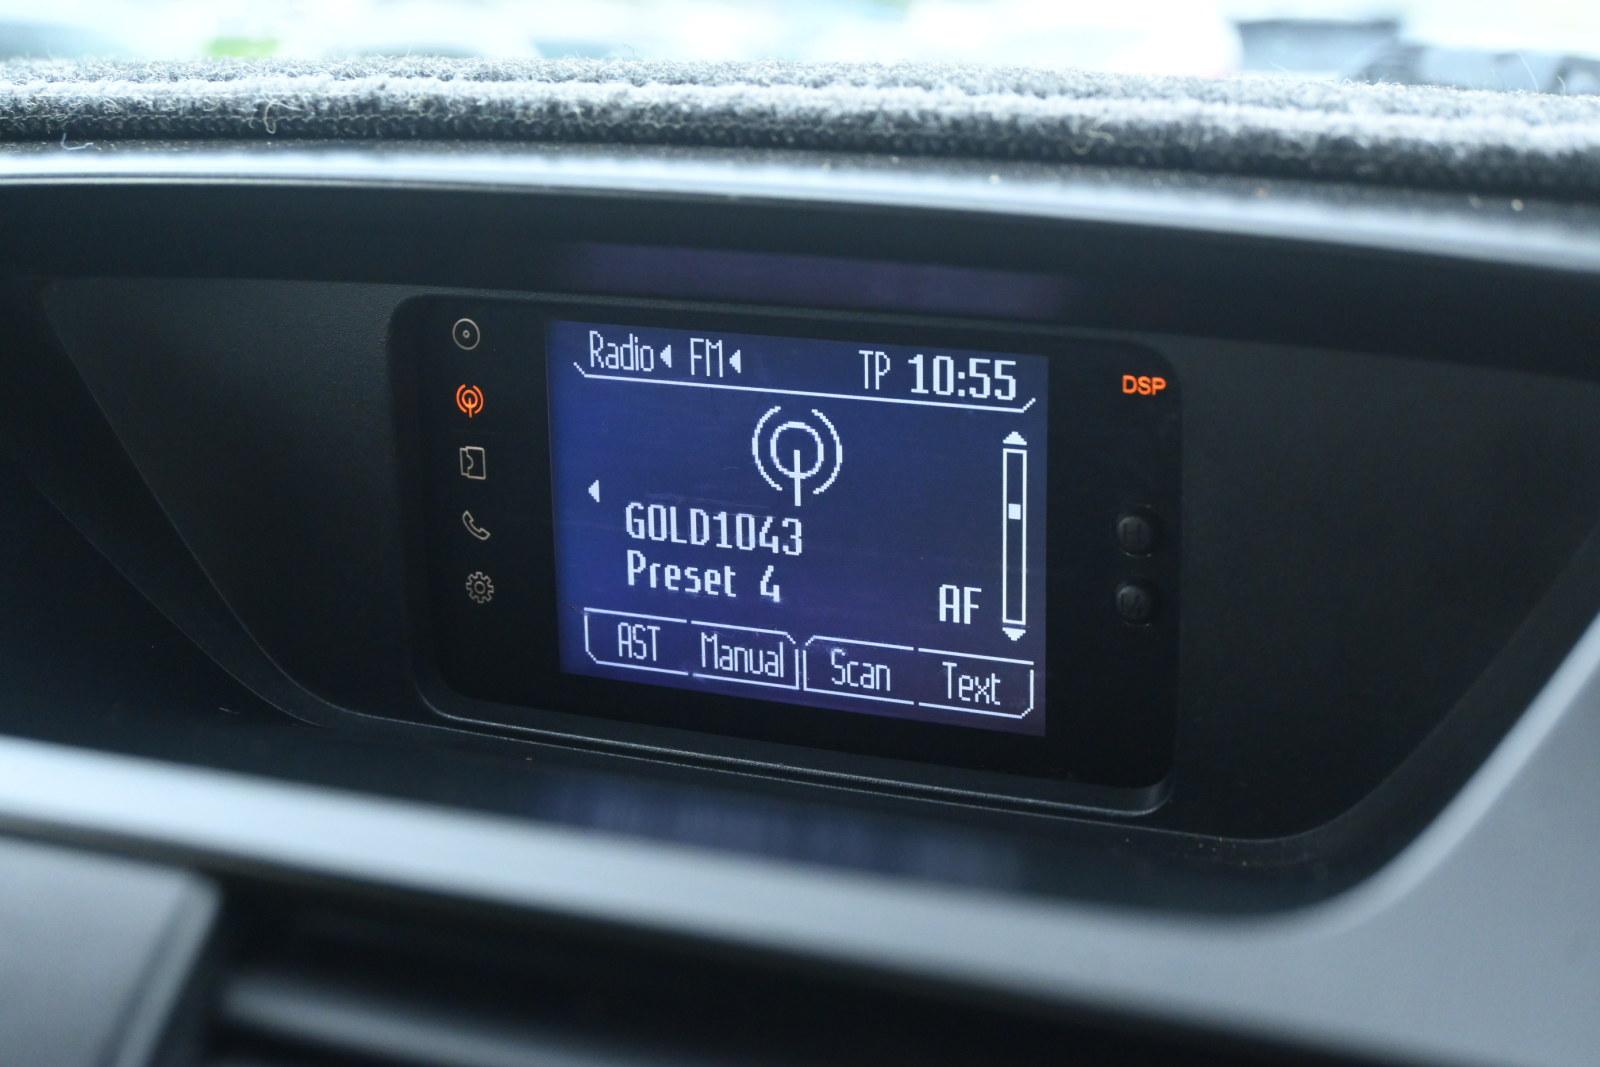 Radio FM TP 10:55
DSP
GOLD1043
Preset 4
AF
AST Manual Scan Text